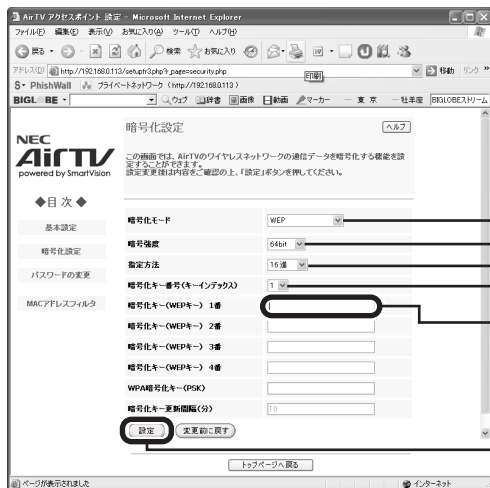 AirTV アクセスポイント 設定 - Microsoft Internet Explorer
ファイル(F) 編集(E) 表示(V) お気に入り(A) ツール(T) ヘルプ(H)
戻る 検索 お気に入り
アドレス(D) http://192.168.0.113/setupfr3.php?r_page=security.php 移動 リンク
印刷
PhishWall プライベートネットワーク (http://192.168.0.113)
BIGLOBE ウェブ 辞書 画像 動画 マーカー 東京 牡羊座 BIGLOBEストリーム
NEC
AirTV
powered by SmartVision
◆目 次◆
基本設定
暗号化設定
パスワードの変更
MACアドレスフィルタ
暗号化設定
ヘルプ
この画面では、AirTVのワイヤレスネットワークの通信データを暗号化する機能を設
定することができます。
設定変更後は内容をご確認の上、「設定」ボタンを押してください。
暗号化モード WEP
暗号強度 64bit
指定方法 16進
暗号化キー番号(キーインデックス) 1
暗号化キー(WEPキー) 1番
暗号化キー(WEPキー) 2番
暗号化キー(WEPキー) 3番
暗号化キー(WEPキー) 4番
WPA暗号化キー(PSK)
暗号化キー更新間隔(分) 10
設定 変更前に戻す
トップページへ戻る
ページが表示されました インターネット